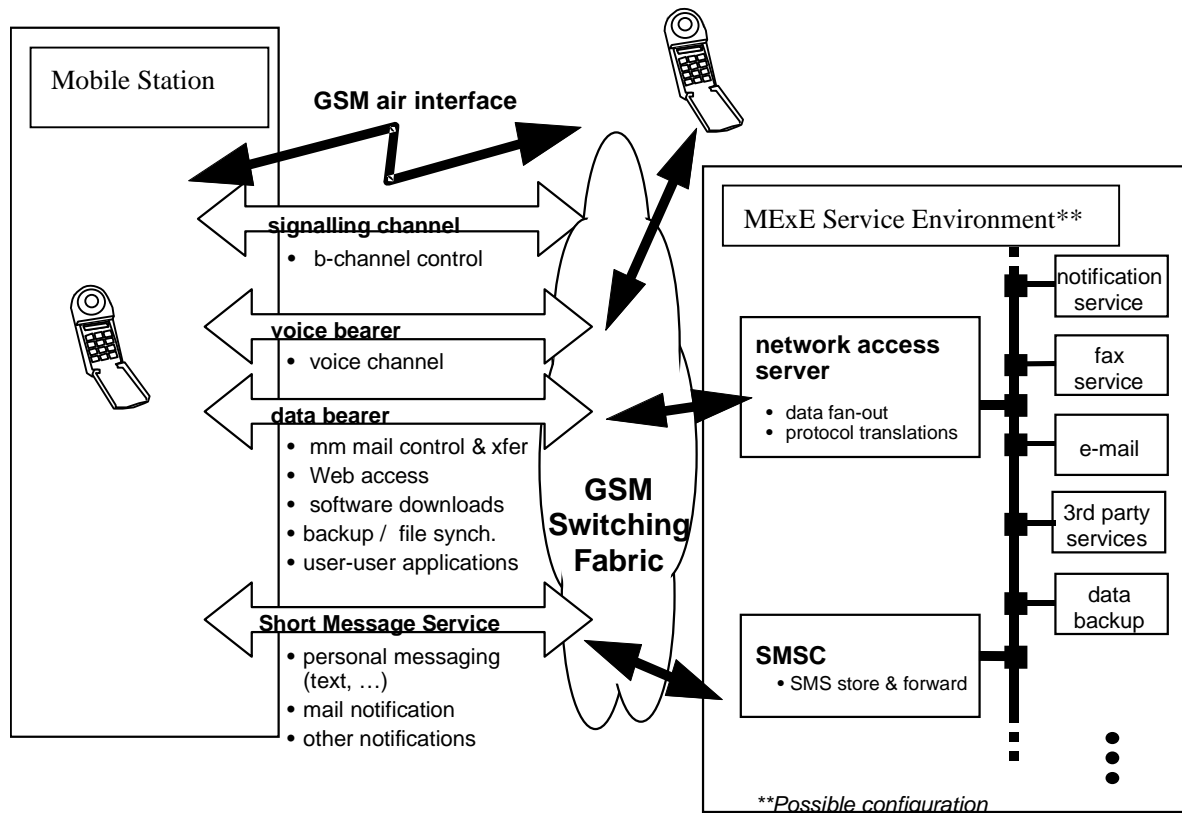 Mobile Station
GSM air interface
signalling channel
• b-channel control
voice bearer
• voice channel
data bearer
• mm mail control & xfer
• Web access
• software downloads
• backup / file synch.
• user-user applications
Short Message Service
• personal messaging
(text, …)
• mail notification
• other notifications
GSM
Switching
Fabric
MExE Service Environment**
network access
server
• data fan-out
• protocol translations
SMSC
• SMS store & forward
notification
service
fax
service
e-mail
3rd party
services
data
backup
**Possible configuration